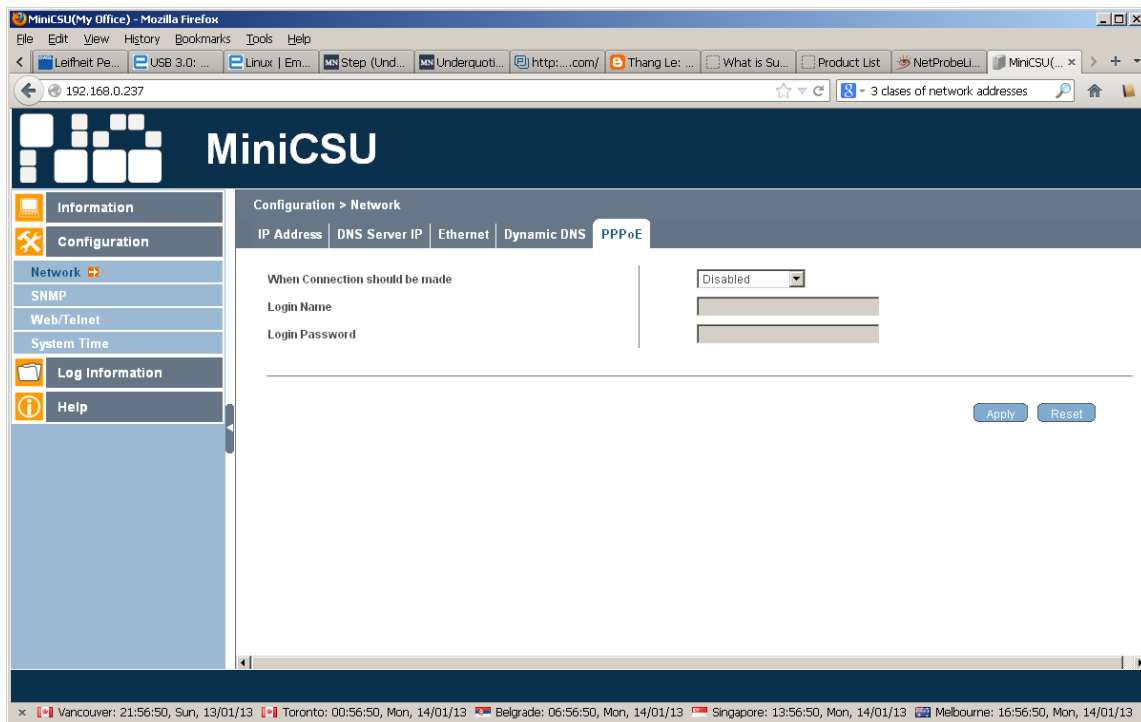 MiniCSU(My Office) - Mozilla Firefox
File Edit View History Bookmarks Tools Help
Leifheit Pe... USB 3.0: ... Linux | Em... Step (Und... Underquoti... http:....com/ Thang Le: ... What is Su... Product List NetProbeLi... MiniCSU(...
192.168.0.237 3 clases of network addresses
MiniCSU
Information
Configuration
Network
SNMP
Web/Telnet
System Time
Log Information
Help
Configuration > Network
IP Address DNS Server IP Ethernet Dynamic DNS PPPoE
When Connection should be made Disabled
Login Name
Login Password
Apply Reset
Vancouver: 21:56:50, Sun, 13/01/13 Toronto: 00:56:50, Mon, 14/01/13 Belgrade: 06:56:50, Mon, 14/01/13 Singapore: 13:56:50, Mon, 14/01/13 Melbourne: 16:56:50, Mon, 14/01/13